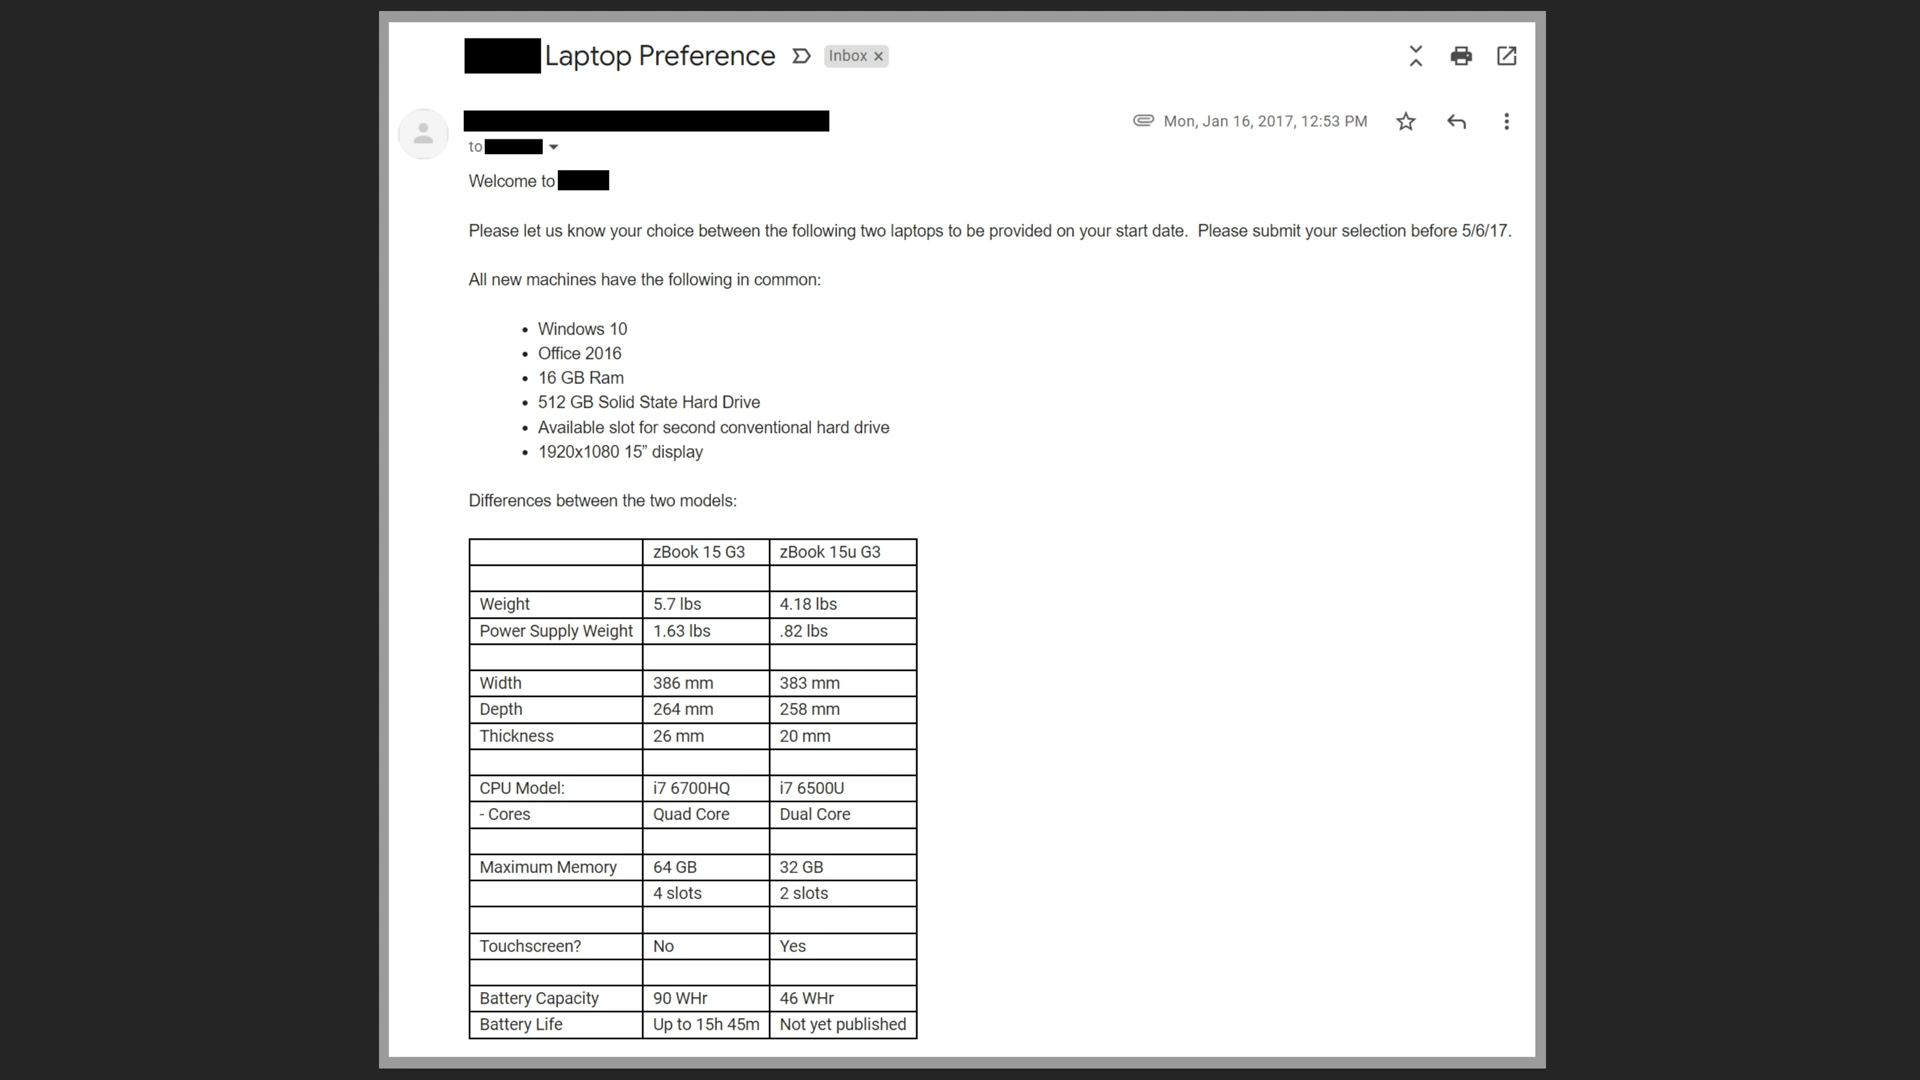 Laptop Preference Inbox ×
Mon, Jan 16, 2017, 12:53 PM
to
Welcome to
Please let us know your choice between the following two laptops to be provided on your start date.  Please submit your selection before 5/6/17.
All new machines have the following in common:
• Windows 10
• Office 2016
• 16 GB Ram
• 512 GB Solid State Hard Drive
• Available slot for second conventional hard drive
• 1920x1080 15” display
Differences between the two models:
zBook 15 G3 zBook 15u G3
Weight 5.7 lbs 4.18 lbs
Power Supply Weight 1.63 lbs .82 lbs
Width 386 mm 383 mm
Depth 264 mm 258 mm
Thickness 26 mm 20 mm
CPU Model: i7 6700HQ i7 6500U
- Cores Quad Core Dual Core
Maximum Memory 64 GB 32 GB
4 slots 2 slots
Touchscreen? No Yes
Battery Capacity 90 WHr 46 WHr
Battery Life Up to 15h 45m Not yet published